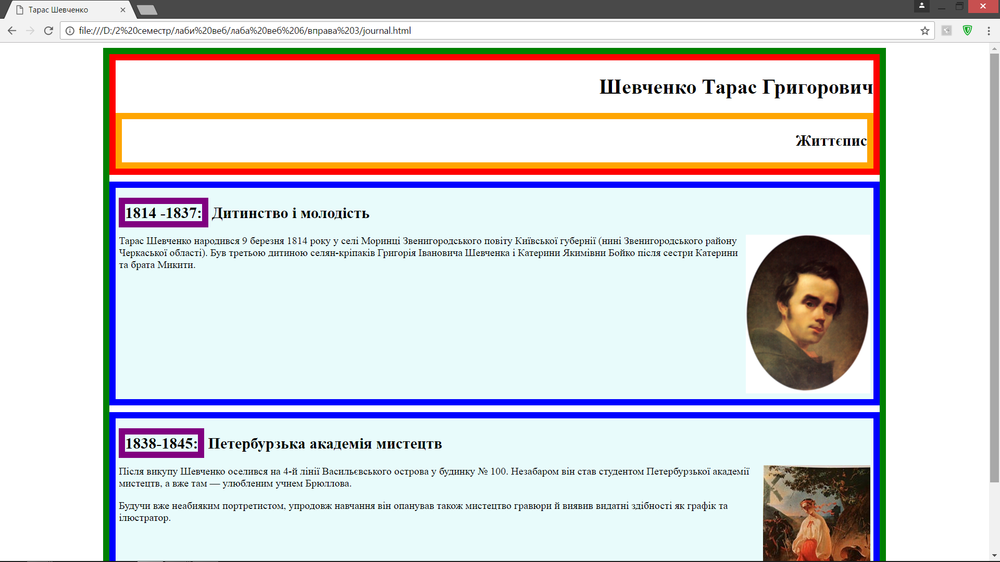 Тарас Шевченко
file:///D:/2%20семестр/лаби%20веб/лаба%20веб%206/вправа%203/journal.html
Шевченко Тарас Григорович
Життєпис
1814 -1837: Дитинство і молодість
Тарас Шевченко народився 9 березня 1814 року у селі Моринці Звенигородського повіту Київської губернії (нині Звенигородського району
Черкаської області). Був третьою дитиною селян-кріпаків Григорія Івановича Шевченка і Катерини Якимівни Бойко після сестри Катерини
та брата Микити.
1838-1845: Петербурзька академія мистецтв
Після викупу Шевченко оселився на 4-й лінії Васильєвського острова у будинку № 100. Незабаром він став студентом Петербурзької академії
мистецтв, а вже там — улюбленим учнем Брюллова.
Будучи вже неабияким портретистом, упродовж навчання він опанував також мистецтво гравюри й виявив видатні здібності як графік та
ілюстратор.